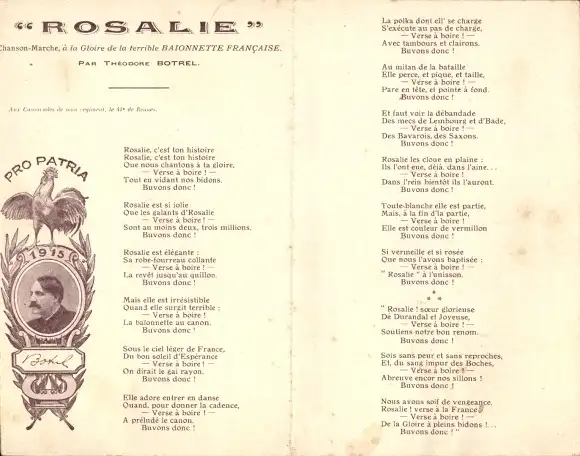 "ROSALIE"
Chanson-Marche, à la Gloire de la terrible BAIONNETTE FRANÇAISE.
PAR THÉODORE BOTREL.
Aux Camarades de mon régiment, le 41e de Rennes.
PRO PATRIA
1915
Botrel
Rosalie, c'est ton histoire
Rosalie, c'est ton histoire
Que nous chantons à ta gloire,
— Verse à boire ! —
Tout en vidant nos bidons.
Buvons donc !
Rosalie est si jolie
Que les galants d'Rosalie
— Verse à boire ! —
Sont au moins deux, trois millions.
Buvons donc !
Rosalie est élégante :
Sa robe-fourreau collante
— Verse à boire ! —
La revêt jusqu'au quillon.
Buvons donc !
Mais elle est irrésistible
Quand elle surgit terrible :
— Verse à boire ! —
La baïonnette au canon.
Buvons donc !
Sous le ciel léger de France,
Du bon soleil d'Espérance
— Verse à boire ! —
On dirait le gai rayon.
Buvons donc !
Elle adore entrer en danse
Quand, pour donner la cadence,
— Verse à boire ! —
A préludé le canon.
Buvons donc !
La polka dont ell' se charge
S'exécute au pas de charge,
— Verse à boire ! —
Avec tambours et clairons.
Buvons donc !
Au mitan de la bataille
Elle perce, et pique, et taille,
— Verse à boire ! —
Pare en tête, et pointe à fond.
Buvons donc !
Et faut voir la débandade
Des mecs de Lembourg et d'Bade,
— Verse à boire ! —
Des Bavarois, des Saxons.
Buvons donc !
Rosalie les cloue en plaine :
Ils l'ont eue, déjà, dans l'aine...
— Verse à boire ! —
Dans l'rein bientôt ils l'auront.
Buvons donc !
Toute-blanche elle est partie,
Mais, à la fin d'la partie,
— Verse à boire ! —
Elle est couleur de vermillon
Buvons donc !
Si vermeille et si rosée
Que nous l'avons baptisée :
— Verse à boire ! —
" Rosalie " à l'unisson.
Buvons donc !
" Rosalie ! sœur glorieuse
De Durandal et Joyeuse,
— Verse à boire ! —
Soutiens notre bon renom.
Buvons donc !
Sois sans peur et sans reproches,
Et, du sang impur des Boches,
— Verse à boire ! —
Abreuve encor nos sillons !
Buvons donc !
Nous avons soif de vengeance,
Rosalie ! verse à la France
— Verse à boire ! —
De la Gloire à pleins bidons !...
Buvons donc ! "